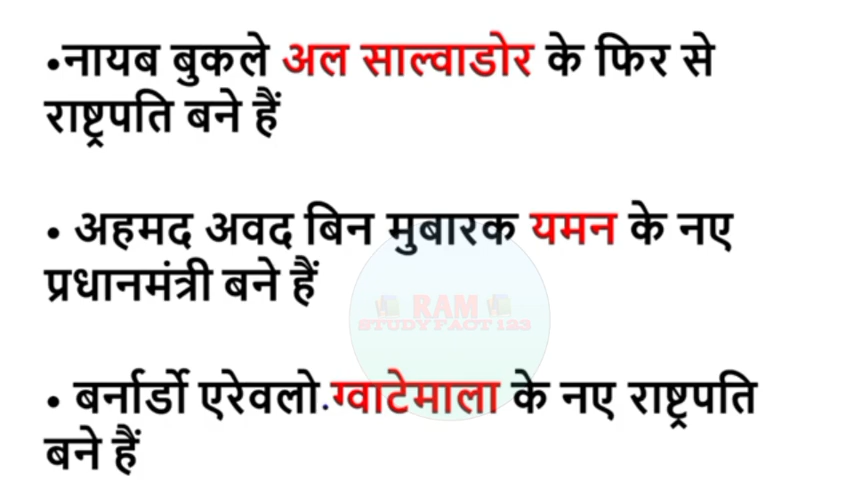 •नायब बुकले अल साल्वाडोर के फिर से
राष्ट्रपति बने हैं
• अहमद अवद बिन मुबारक यमन के नए
प्रधानमंत्री बने हैं
RAM
STUDY FACT 123
• बर्नार्डो एरेवलो.ग्वाटेमाला के नए राष्ट्रपति
बने हैं